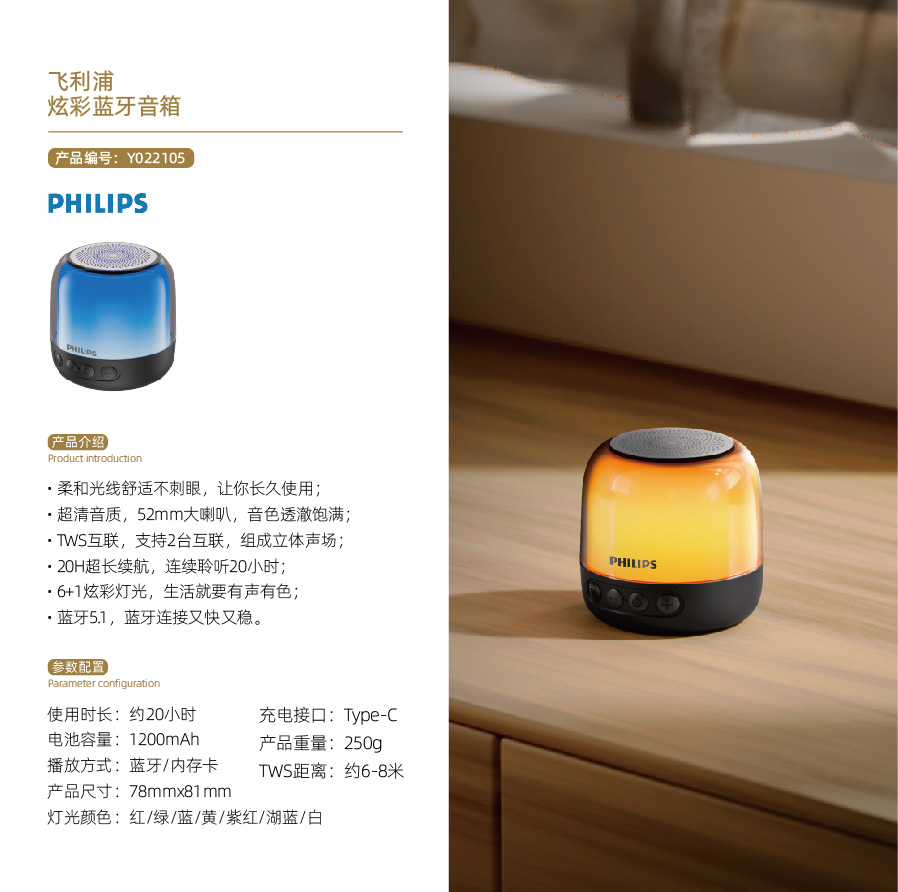 飞利浦
炫彩蓝牙音箱
产品编号：Y022105
PHILIPS
PHILIPS
产品介绍
Product introduction
• 柔和光线舒适不刺眼，让你长久使用；
• 超清音质，52mm大喇叭，音色透澈饱满；
• TWS互联，支持2台互联，组成立体声场；
• 20H超长续航，连续聆听20小时；
• 6+1炫彩灯光，生活就要有声有色；
• 蓝牙5.1，蓝牙连接又快又稳。
参数配置
Parameter configuration
使用时长：约20小时
电池容量：1200mAh
播放方式：蓝牙/内存卡
产品尺寸：78mmx81mm
灯光颜色：红/绿/蓝/黄/紫红/湖蓝/白
充电接口：Type-C
产品重量：250g
TWS距离：约6-8米
PHILIPS